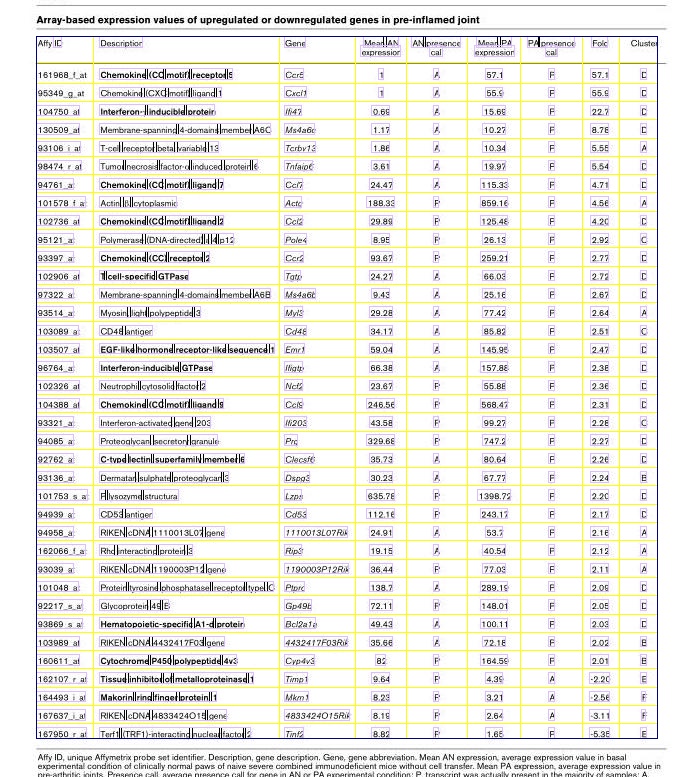 Array-based expression values of upregulated or downregulated genes in pre-inflamed joint
Affy ID Description Gene Mean AN expression AN presence call Mean PA expression PA presence call Fold Cluster
161968_f_at Chemokine (CC motif) receptor 5 Ccr5 1 A 57.1 P 57.1 D
95349_g_at Chemokine (CXC motif) ligand 1 Cxcl1 1 A 55.9 P 55.9 D
104750_at Interferon-γ inducible protein Ifi47 0.69 A 15.69 P 22.7 D
130509_at Membrane-spanning 4-domains member A6C Ms4a6c 1.17 A 10.27 P 8.78 D
93106_i_at T-cell receptor beta variable 13 Tcrbv13 1.86 A 10.34 P 5.55 A
98474_r_at Tumor necrosis factor-α induced protein 6 Tnfaip6 3.61 A 19.97 P 5.54 D
94761_at Chemokine (CC motif) ligand 7 Ccl7 24.47 A 115.33 P 4.71 D
101578_f_at Actin β cytoplasmic Actc 188.33 A 859.16 P 4.56 A
102736_at Chemokine (CC motif) ligand 2 Ccl2 29.89 A 125.48 P 4.20 D
95121_at Polymerase (DNA-directed) ε 4 p12 Pole4 8.95 A 26.13 P 2.92 C
93397_at Chemokine (CC) receptor 2 Ccr2 93.67 A 259.21 P 2.77 D
102906_at T cell-specific GTPase Tgtp 24.27 A 66.03 P 2.72 D
97322_at Membrane-spanning 4-domains member A6B Ms4a6b 9.43 A 25.16 P 2.67 D
93514_at Myosin light polypeptide 3 Myl3 29.28 A 77.42 P 2.64 A
103089_at CD48 antigen Cd48 34.17 A 85.82 P 2.51 C
103507_at EGF-like hormone receptor-like sequence 1 Emr1 59.04 A 145.95 P 2.47 D
96764_at Interferon-inducible GTPase Iigtp 66.38 P 157.88 P 2.38 D
102326_at Neutrophil cytosolic factor 2 Ncf2 23.67 P 55.88 P 2.36 D
104388_at Chemokine (CC motif) ligand 9 Ccl9 246.56 P 568.47 P 2.31 D
93321_at Interferon-activated gene 203 Ifi203 43.58 P 99.27 P 2.28 C
94085_at Proteoglycan secretory granule Prg 329.68 P 747.2 P 2.27 D
92762_at C-type lectin superfamily member 6 Clecsf6 35.73 A 80.64 P 2.26 D
93136_at Dermatan sulphate proteoglycan 3 Dspg3 30.23 A 67.77 P 2.24 B
101753_s_at P lysozyme structural Lzps 635.78 P 1398.72 P 2.20 D
94939_at CD53 antigen Cd53 112.16 P 243.17 P 2.17 D
94958_at RIKEN cDNA 1110013L07 gene 1110013L07Rik 24.91 A 53.7 P 2.16 A
162066_f_at Rho interacting protein 3 Rip3 19.15 A 40.54 P 2.12 A
93039_at RIKEN cDNA 1190003P12 gene 1190003P12Rik 36.44 P 77.03 P 2.11 A
101048_at Protein tyrosine phosphatase receptor type C Ptprc 138.7 A 289.19 P 2.09 D
92217_s_at Glycoprotein 49 B Gp49b 72.11 P 148.01 P 2.05 D
93869_s_at Hematopoietic-specific A1-d protein Bcl2a1d 49.43 P 100.11 P 2.03 D
103989_at RIKEN cDNA 4432417F03 gene 4432417F03Rik 35.66 P 72.18 P 2.02 B
160611_at Cytochrome P450 polypeptide 4v3 Cyp4v3 82 P 164.59 P 2.01 B
162107_r_at Tissue inhibitor of metalloproteinase 1 Timp1 9.64 P 4.39 A -2.20 E
164493_i_at Makorin ring finger protein 1 Mkrn1 8.23 P 3.21 A -2.56 F
167637_i_at RIKEN cDNA 4833424O15 gene 4833424O15Rik 8.19 P 2.64 A -3.11 F
167950_r_at Terf1 (TRF1)-interacting nuclear factor 2 Tinf2 8.82 P 1.65 P -5.35 E
Affy ID, unique Affymetrix probe set identifier. Description, gene description. Gene, gene abbreviation. Mean AN expression, average expression value in basal
experimental condition of clinically normal paws of naive severe combined immunodeficient mice without cell transfer. Mean PA expression, average expression value in
pre-arthritic joints. Presence call, average presence call for gene in AN or PA experimental condition: P, transcript was actually present in the majority of samples; A,